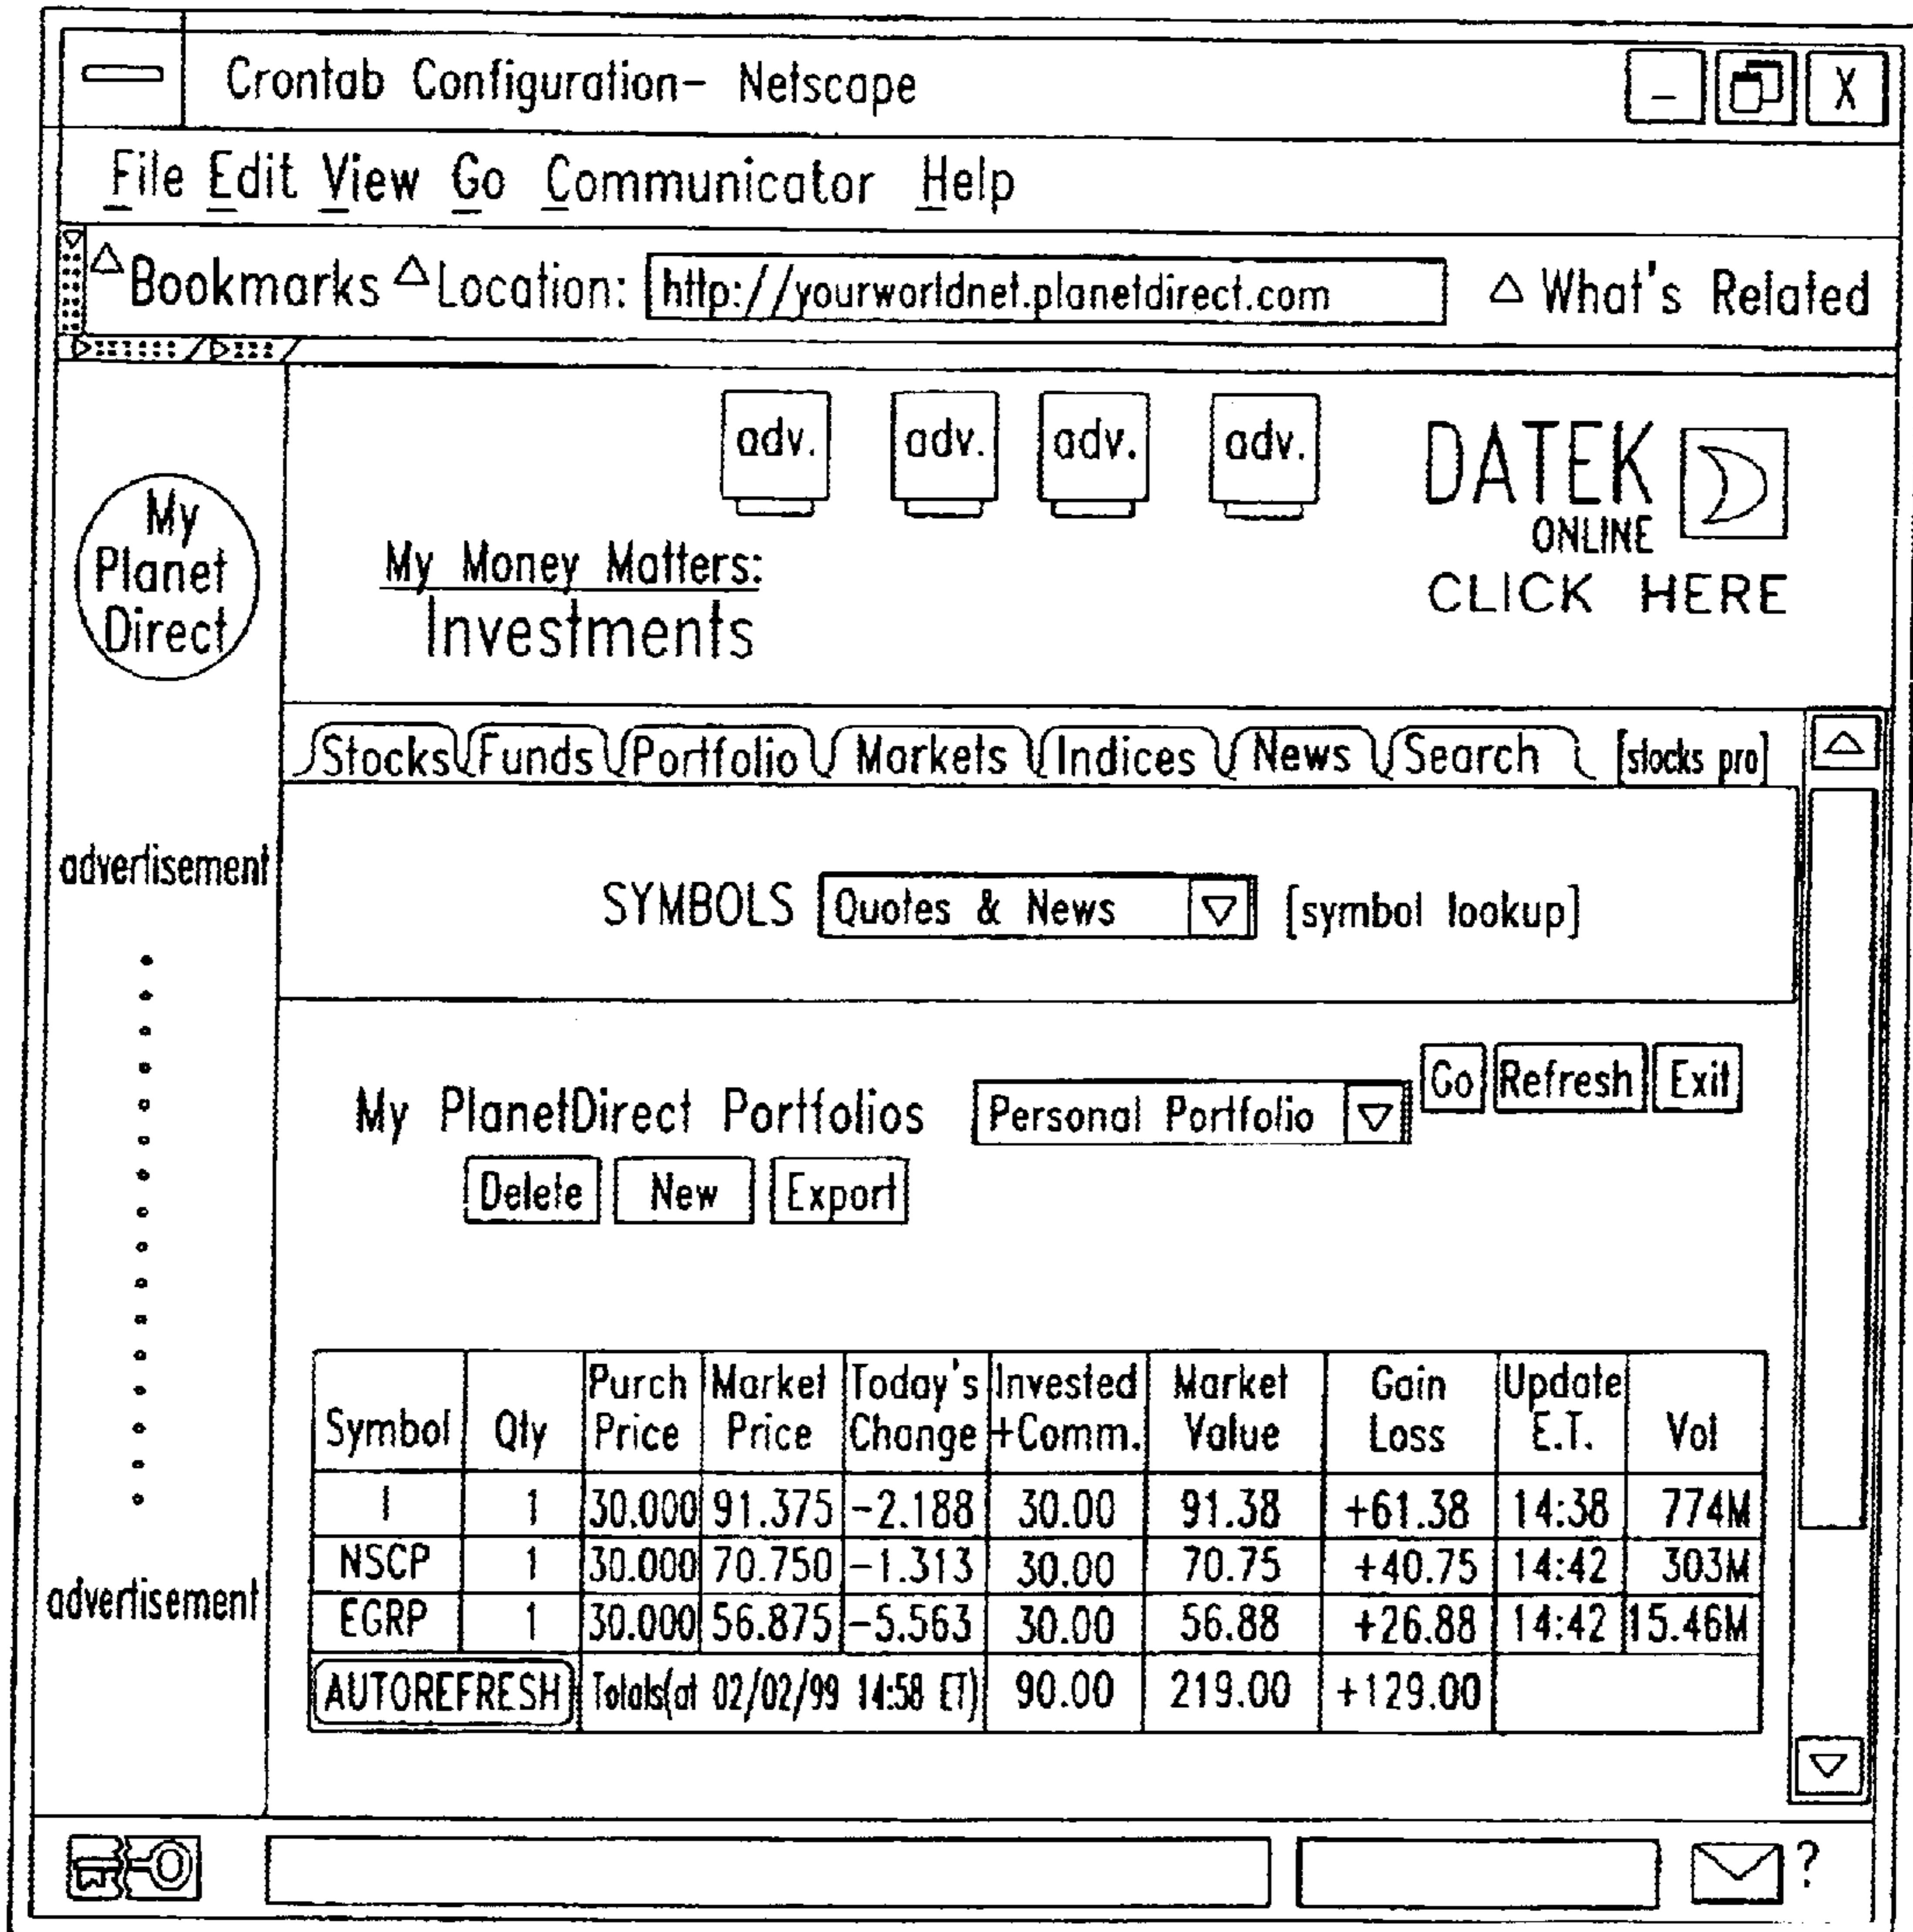 Crontab Configuration- Netscape
_ X
File Edit View Go Communicator Help
Bookmarks Location: http://yourworldnet.planetdirect.com What's Related
adv. adv. adv. adv.
DATEK
ONLINE
CLICK HERE
My
Planet
Direct
My Money Matters:
Investments
Stocks Funds Portfolio Markets Indices News Search [stocks pro]
advertisement
SYMBOLS Quotes & News [symbol lookup]
My PlanetDirect Portfolios Personal Portfolio Go Refresh Exit
Delete New Export
Symbol Qty Purch Price Market Price Today's Change Invested +Comm. Market Value Gain Loss Update E.T. Vol
I 1 30.000 91.375 -2.188 30.00 91.38 +61.38 14:38 774M
NSCP 1 30.000 70.750 -1.313 30.00 70.75 +40.75 14:42 303M
EGRP 1 30.000 56.875 -5.563 30.00 56.88 +26.88 14:42 15.46M
AUTOREFRESH Totals(at 02/02/99 14:58 ET) 90.00 219.00 +129.00
advertisement
?